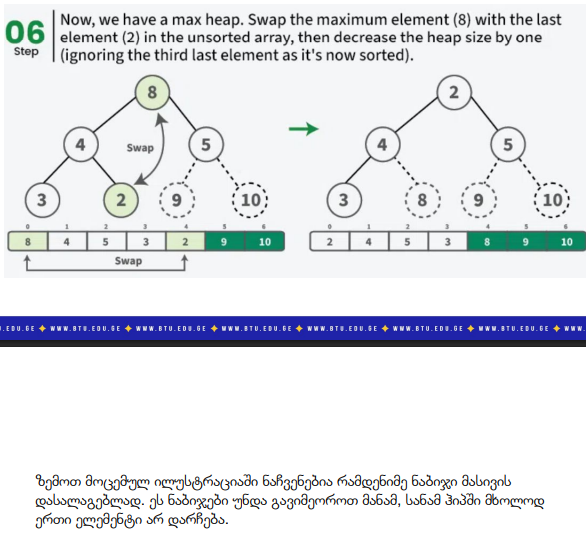 06
Step
Now, we have a max heap. Swap the maximum element (8) with the last
element (2) in the unsorted array, then decrease the heap size by one
(ignoring the third last element as it's now sorted).
8
4
Swap
5
3
2
9
10
0 1 2 3 4 5 6
8 4 5 3 2 9 10
Swap
2
4
5
3
8
9
10
0 1 2 3 4 5 6
2 4 5 3 8 9 10
.EDU.GE ✦ WWW.BTU.EDU.GE ✦ WWW.BTU.EDU.GE ✦ WWW.BTU.EDU.GE ✦ WWW.BTU.EDU.GE ✦ WWW.BTU.EDU.GE ✦ WWW.BTU.EDU.GE ✦ WWW.
ზემოთ მოცემულ ილუსტრაციაში ნაჩვენებია რამდენიმე ნაბიჯი მასივის
დასალაგებლად. ეს ნაბიჯები უნდა გავიმეოროთ მანამ, სანამ ჰიპში მხოლოდ
ერთი ელემენტი არ დარჩება.